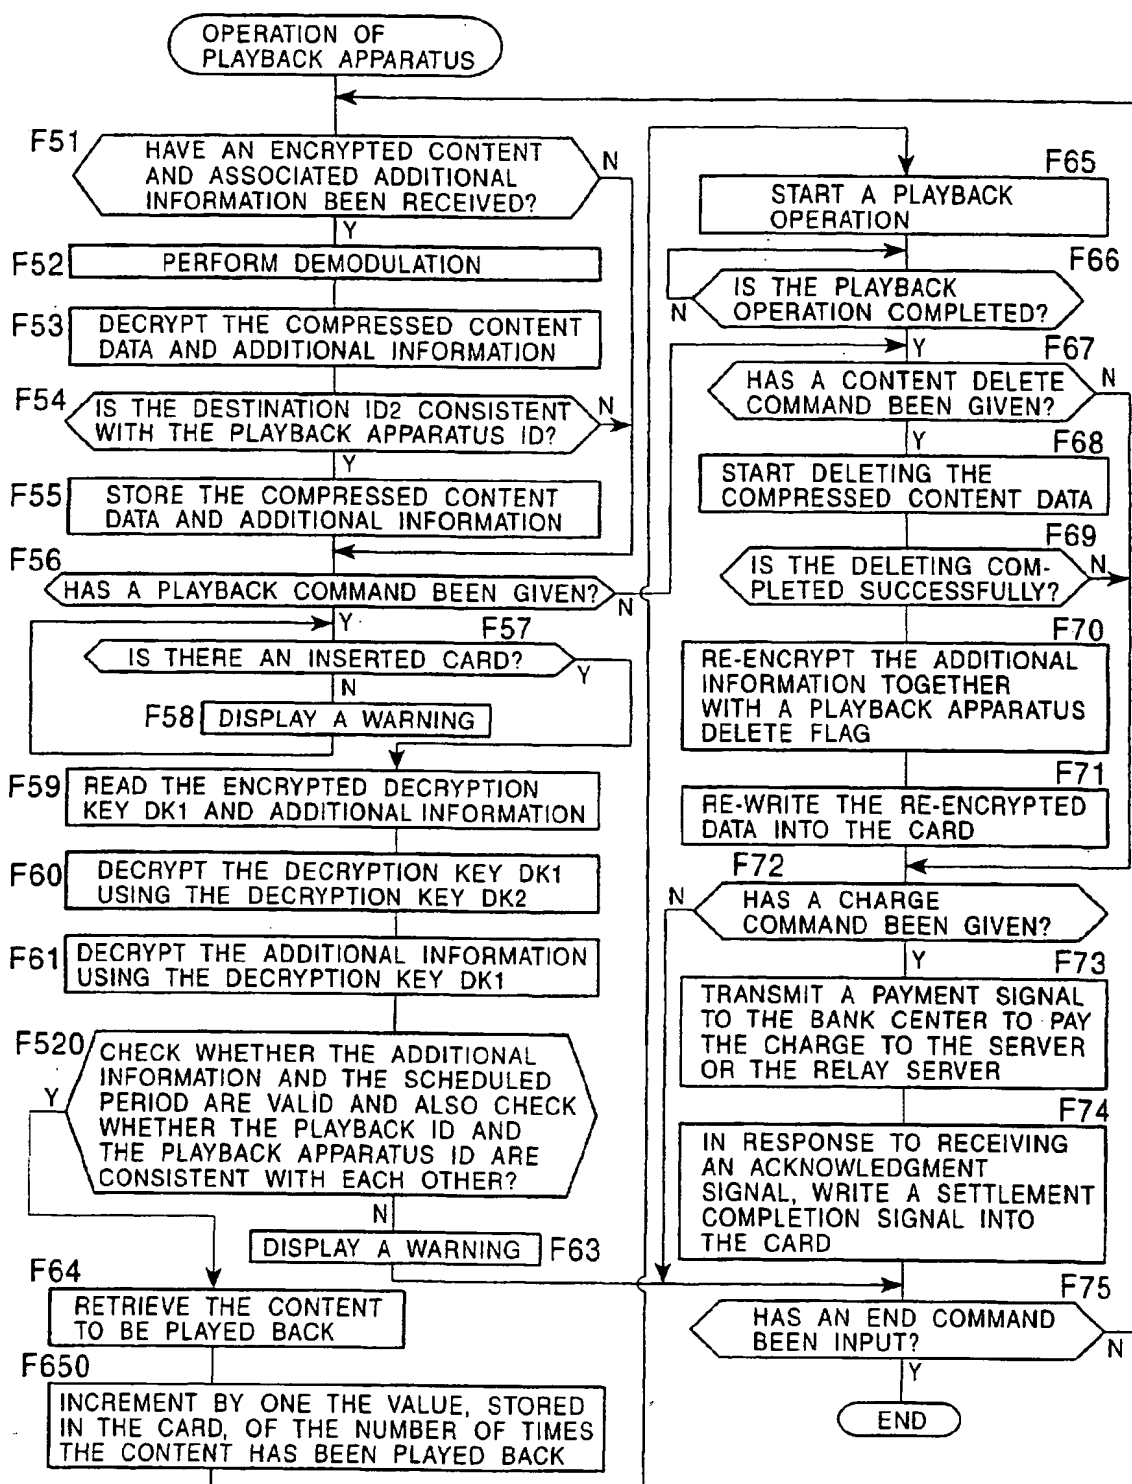 OPERATION OF
PLAYBACK APPARATUS
F51
HAVE AN ENCRYPTED CONTENT
AND ASSOCIATED ADDITIONAL
INFORMATION BEEN RECEIVED?
N
Y
F52
PERFORM DEMODULATION
F53
DECRYPT THE COMPRESSED CONTENT
DATA AND ADDITIONAL INFORMATION
F54
IS THE DESTINATION ID2 CONSISTENT
WITH THE PLAYBACK APPARATUS ID?
N
Y
F55
STORE THE COMPRESSED CONTENT
DATA AND ADDITIONAL INFORMATION
F56
HAS A PLAYBACK COMMAND BEEN GIVEN?
N
Y
F57
IS THERE AN INSERTED CARD?
Y
N
F58
DISPLAY A WARNING
F59
READ THE ENCRYPTED DECRYPTION
KEY DK1 AND ADDITIONAL INFORMATION
F60
DECRYPT THE DECRYPTION KEY DK1
USING THE DECRYPTION KEY DK2
F61
DECRYPT THE ADDITIONAL INFORMATION
USING THE DECRYPTION KEY DK1
F520
CHECK WHETHER THE ADDITIONAL
INFORMATION AND THE SCHEDULED
PERIOD ARE VALID AND ALSO CHECK
WHETHER THE PLAYBACK ID AND
THE PLAYBACK APPARATUS ID ARE
CONSISTENT WITH EACH OTHER?
Y
N
DISPLAY A WARNING
F63
F64
RETRIEVE THE CONTENT
TO BE PLAYED BACK
F650
INCREMENT BY ONE THE VALUE, STORED
IN THE CARD, OF THE NUMBER OF TIMES
THE CONTENT HAS BEEN PLAYED BACK
F65
START A PLAYBACK
OPERATION
F66
IS THE PLAYBACK
OPERATION COMPLETED?
N
Y
F67
HAS A CONTENT DELETE
COMMAND BEEN GIVEN?
N
Y
F68
START DELETING THE
COMPRESSED CONTENT DATA
F69
IS THE DELETING COM-
PLETED SUCCESSFULLY?
N
F70
RE-ENCRYPT THE ADDITIONAL
INFORMATION TOGETHER
WITH A PLAYBACK APPARATUS
DELETE FLAG
F71
RE-WRITE THE RE-ENCRYPTED
DATA INTO THE CARD
F72
HAS A CHARGE
COMMAND BEEN GIVEN?
N
Y
F73
TRANSMIT A PAYMENT SIGNAL
TO THE BANK CENTER TO PAY
THE CHARGE TO THE SERVER
OR THE RELAY SERVER
F74
IN RESPONSE TO RECEIVING
AN ACKNOWLEDGMENT
SIGNAL, WRITE A SETTLEMENT
COMPLETION SIGNAL INTO
THE CARD
F75
HAS AN END COMMAND
BEEN INPUT?
N
Y
END